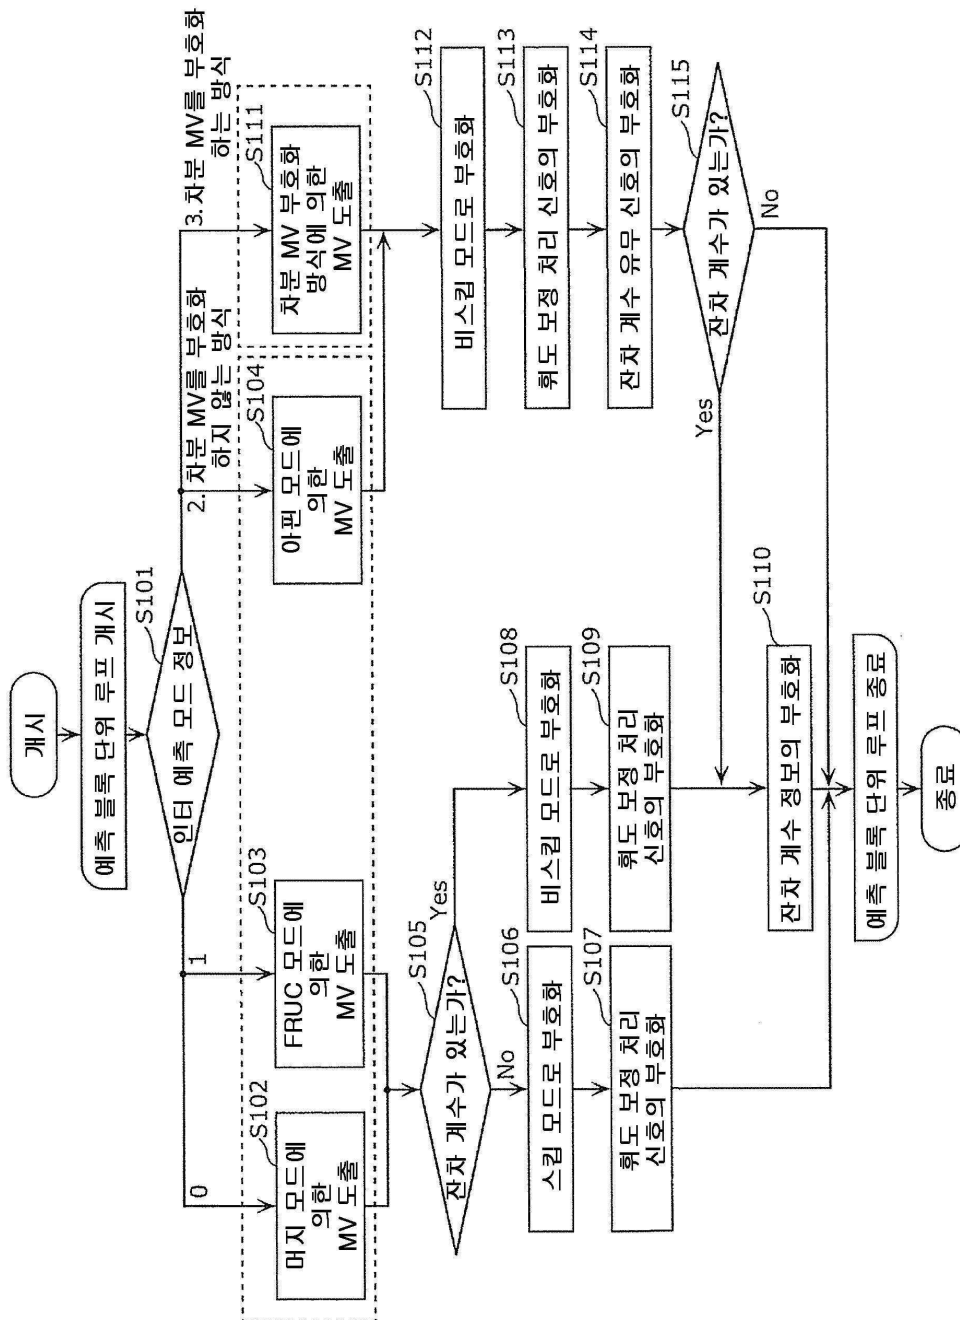 개시
예측 블록 단위 루프 개시
S101
인터 예측 모드 정보
0
1
2. 차분 MV를 부호화
하지 않는 방식
3. 차분 MV를 부호화
하는 방식
S102
머지 모드에
의한
MV 도출
S103
FRUC 모드에
의한
MV 도출
S104
아핀 모드에
의한
MV 도출
S111
차분 MV 부호화
방식에 의한
MV 도출
S105
잔차 계수가 있는가?
Yes
No
S106
스킵 모드로 부호화
S107
휘도 보정 처리
신호의 부호화
S108
비스킵 모드로 부호화
S109
휘도 보정 처리
신호의 부호화
S112
비스킵 모드로 부호화
S113
휘도 보정 처리 신호의 부호화
S114
잔차 계수 유무 신호의 부호화
S115
잔차 계수가 있는가?
Yes
No
S110
잔차 계수 정보의 부호화
예측 블록 단위 루프 종료
종료